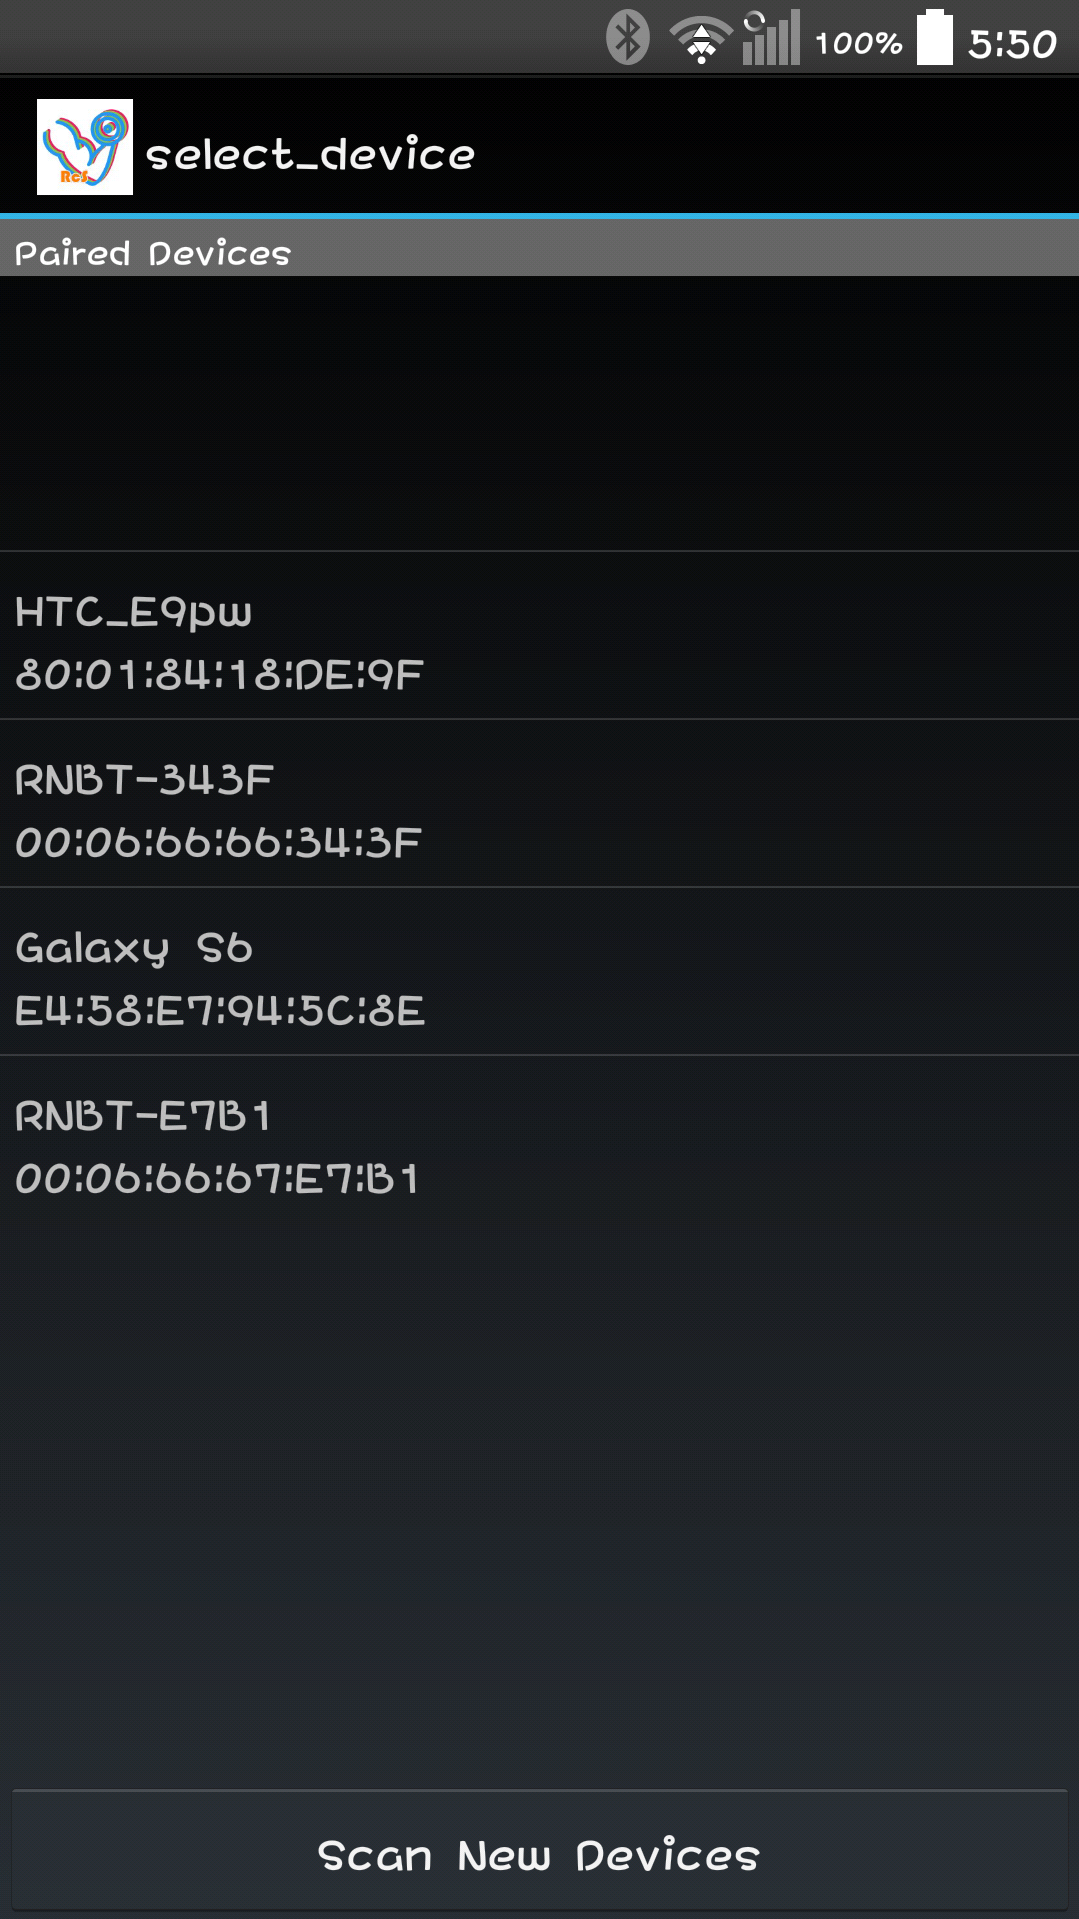 100% 5:50
RcS
select_device
Paired Devices
HTC_E9pw
80:01:84:18:DE:9F
RNBT-343F
00:06:66:66:34:3F
Galaxy S6
E4:58:E7:94:5C:8E
RNBT-E7B1
00:06:66:67:E7:B1
Scan New Devices